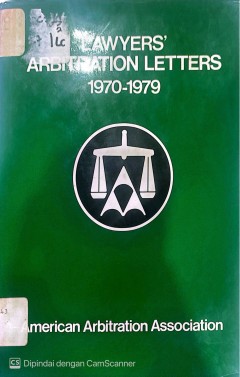 LAWYERS'
ARBITRATION LETTERS
1970-1979
American Arbitration Association
CS Dipindai dengan CamScanner